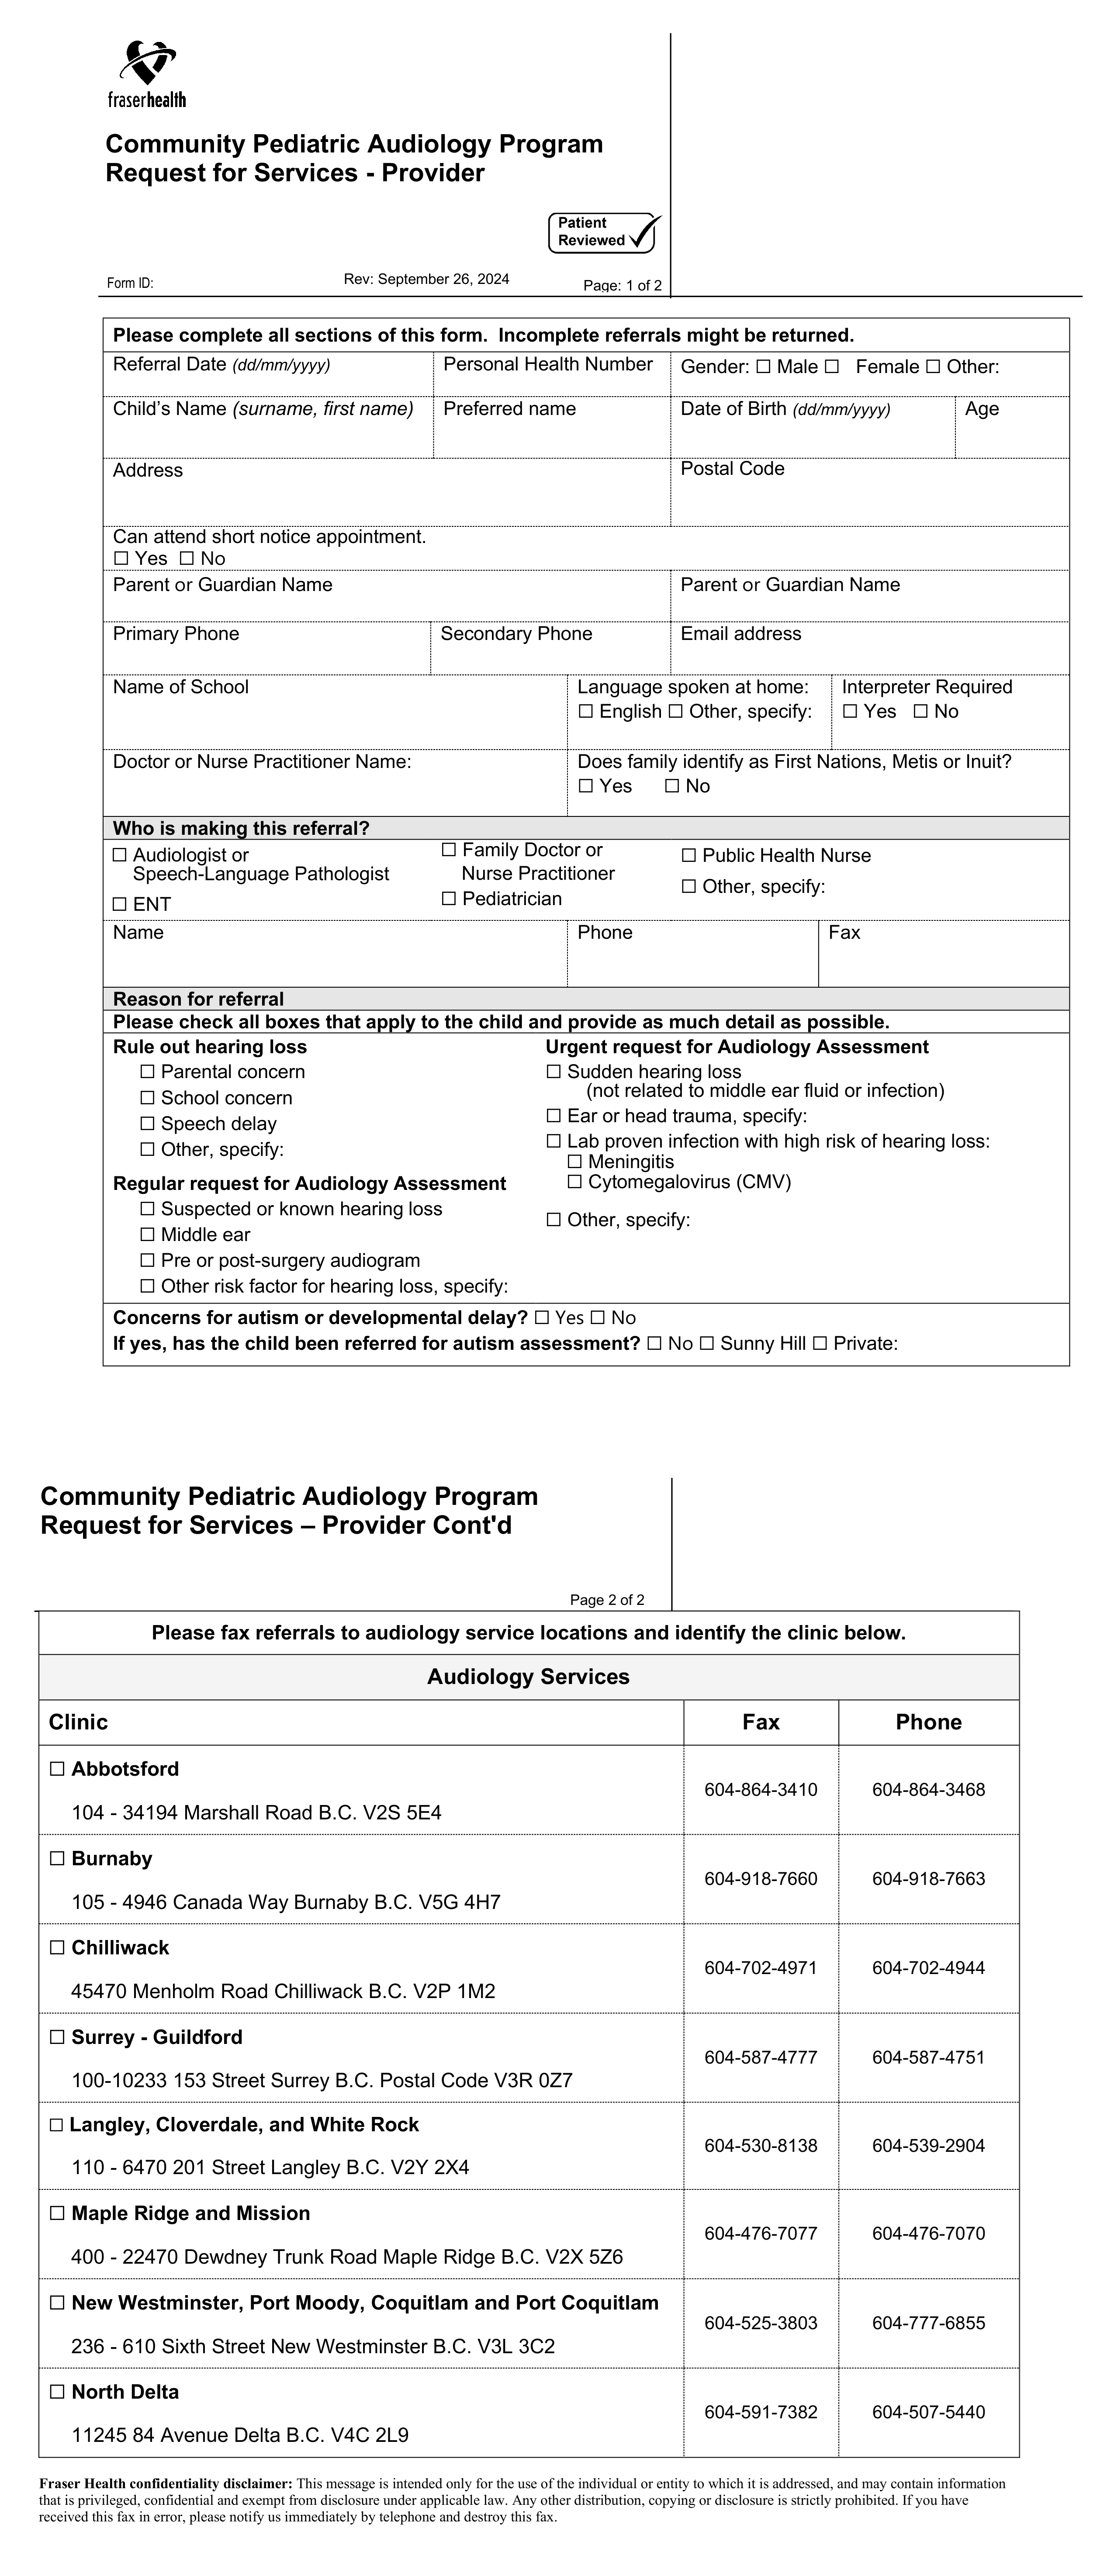 fraserhealth
Community Pediatric Audiology Program
Request for Services - Provider
Patient
Reviewed
Form ID:
Rev: September 26, 2024
Page: 1 of 2
Please complete all sections of this form.  Incomplete referrals might be returned.
Referral Date (dd/mm/yyyy)
Personal Health Number
Gender: ☐ Male ☐ Female ☐ Other:
Child's Name (surname, first name)
Preferred name
Date of Birth (dd/mm/yyyy)
Age
Address
Postal Code
Can attend short notice appointment.
☐ Yes ☐ No
Parent or Guardian Name
Parent or Guardian Name
Primary Phone
Secondary Phone
Email address
Name of School
Language spoken at home:
☐ English ☐ Other, specify:
Interpreter Required
☐ Yes ☐ No
Doctor or Nurse Practitioner Name:
Does family identify as First Nations, Metis or Inuit?
☐ Yes ☐ No
Who is making this referral?
☐ Audiologist or
Speech-Language Pathologist
☐ ENT
☐ Family Doctor or
Nurse Practitioner
☐ Pediatrician
☐ Public Health Nurse
☐ Other, specify:
Name
Phone
Fax
Reason for referral
Please check all boxes that apply to the child and provide as much detail as possible.
Rule out hearing loss
☐ Parental concern
☐ School concern
☐ Speech delay
☐ Other, specify:
Regular request for Audiology Assessment
☐ Suspected or known hearing loss
☐ Middle ear
☐ Pre or post-surgery audiogram
☐ Other risk factor for hearing loss, specify:
Urgent request for Audiology Assessment
☐ Sudden hearing loss
(not related to middle ear fluid or infection)
☐ Ear or head trauma, specify:
☐ Lab proven infection with high risk of hearing loss:
☐ Meningitis
☐ Cytomegalovirus (CMV)
☐ Other, specify:
Concerns for autism or developmental delay? ☐ Yes ☐ No
If yes, has the child been referred for autism assessment? ☐ No ☐ Sunny Hill ☐ Private:
Community Pediatric Audiology Program
Request for Services – Provider Cont'd
Page 2 of 2
Please fax referrals to audiology service locations and identify the clinic below.
Audiology Services
Clinic
Fax
Phone
☐ Abbotsford
104 - 34194 Marshall Road B.C. V2S 5E4
604-864-3410
604-864-3468
☐ Burnaby
105 - 4946 Canada Way Burnaby B.C. V5G 4H7
604-918-7660
604-918-7663
☐ Chilliwack
45470 Menholm Road Chilliwack B.C. V2P 1M2
604-702-4971
604-702-4944
☐ Surrey - Guildford
100-10233 153 Street Surrey B.C. Postal Code V3R 0Z7
604-587-4777
604-587-4751
☐ Langley, Cloverdale, and White Rock
110 - 6470 201 Street Langley B.C. V2Y 2X4
604-530-8138
604-539-2904
☐ Maple Ridge and Mission
400 - 22470 Dewdney Trunk Road Maple Ridge B.C. V2X 5Z6
604-476-7077
604-476-7070
☐ New Westminster, Port Moody, Coquitlam and Port Coquitlam
236 - 610 Sixth Street New Westminster B.C. V3L 3C2
604-525-3803
604-777-6855
☐ North Delta
11245 84 Avenue Delta B.C. V4C 2L9
604-591-7382
604-507-5440
Fraser Health confidentiality disclaimer: This message is intended only for the use of the individual or entity to which it is addressed, and may contain information
that is privileged, confidential and exempt from disclosure under applicable law. Any other distribution, copying or disclosure is strictly prohibited. If you have
received this fax in error, please notify us immediately by telephone and destroy this fax.